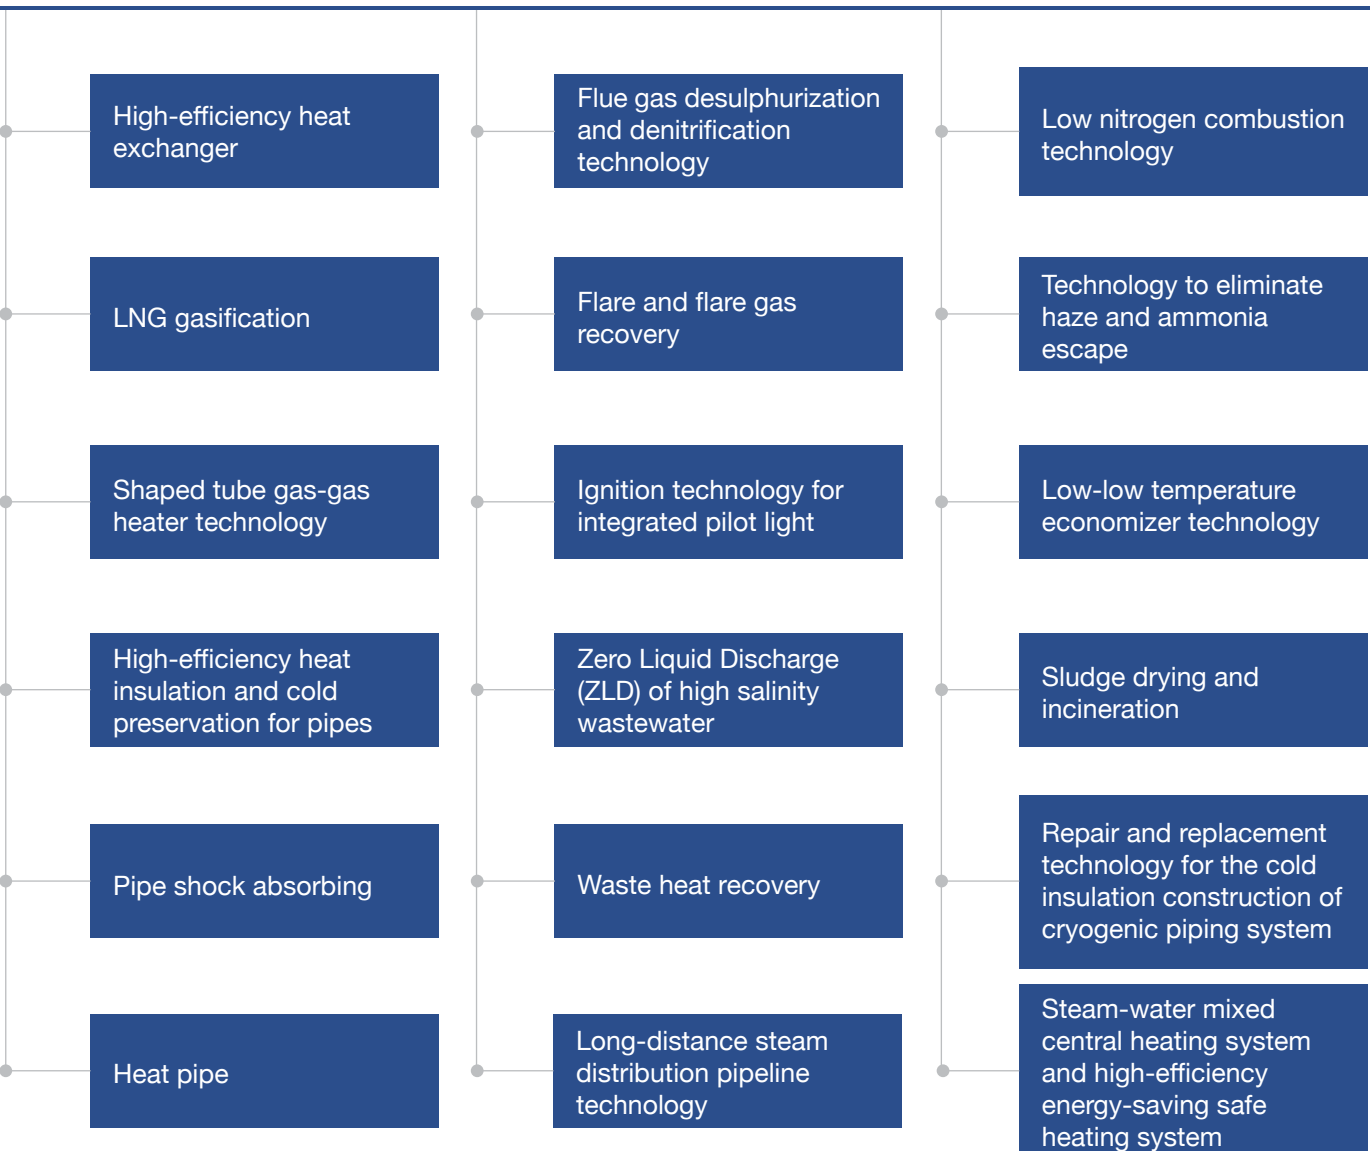 High-efficiency heat
exchanger
LNG gasification
Shaped tube gas-gas
heater technology
High-efficiency heat
insulation and cold
preservation for pipes
Pipe shock absorbing
Heat pipe
Flue gas desulphurization
and denitrification
technology
Flare and flare gas
recovery
Ignition technology for
integrated pilot light
Zero Liquid Discharge
(ZLD) of high salinity
wastewater
Waste heat recovery
Long-distance steam
distribution pipeline
technology
Low nitrogen combustion
technology
Technology to eliminate
haze and ammonia
escape
Low-low temperature
economizer technology
Sludge drying and
incineration
Repair and replacement
technology for the cold
insulation construction of
cryogenic piping system
Steam-water mixed
central heating system
and high-efficiency
energy-saving safe
heating system